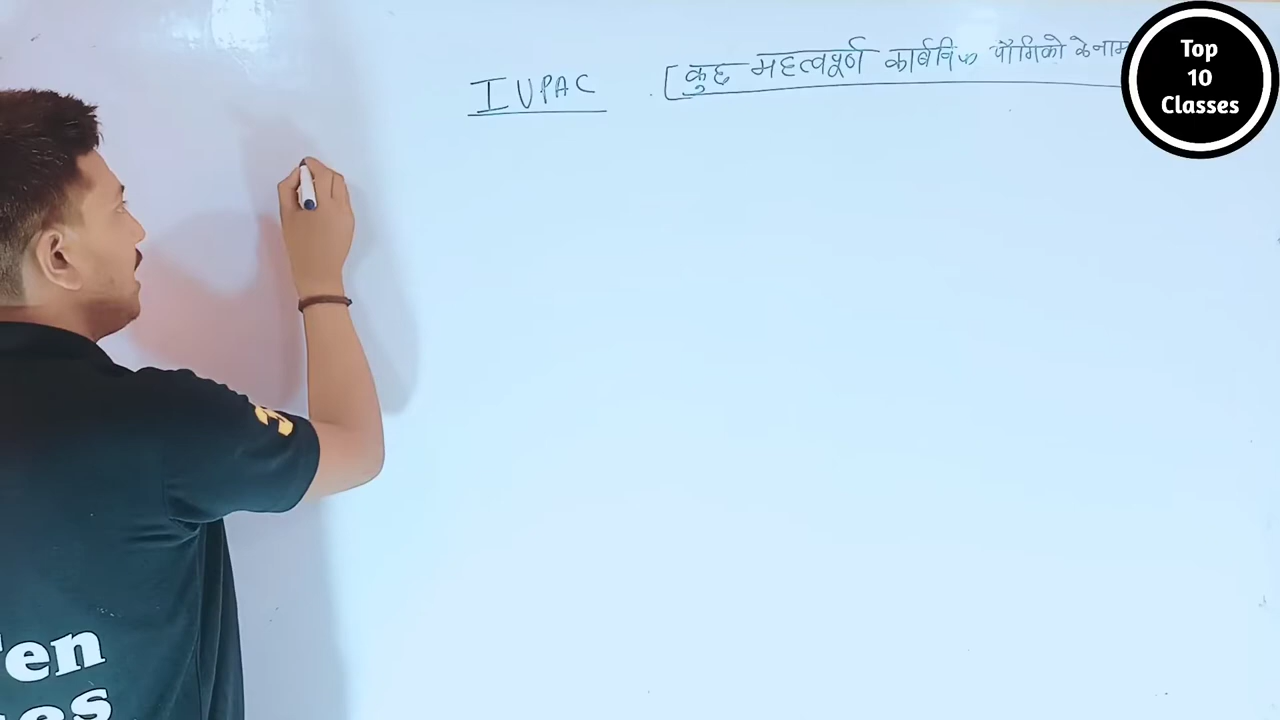 IUPAC [कुछ महत्वपूर्ण कार्बनिक यौगिको के नाम
Top
10
Classes